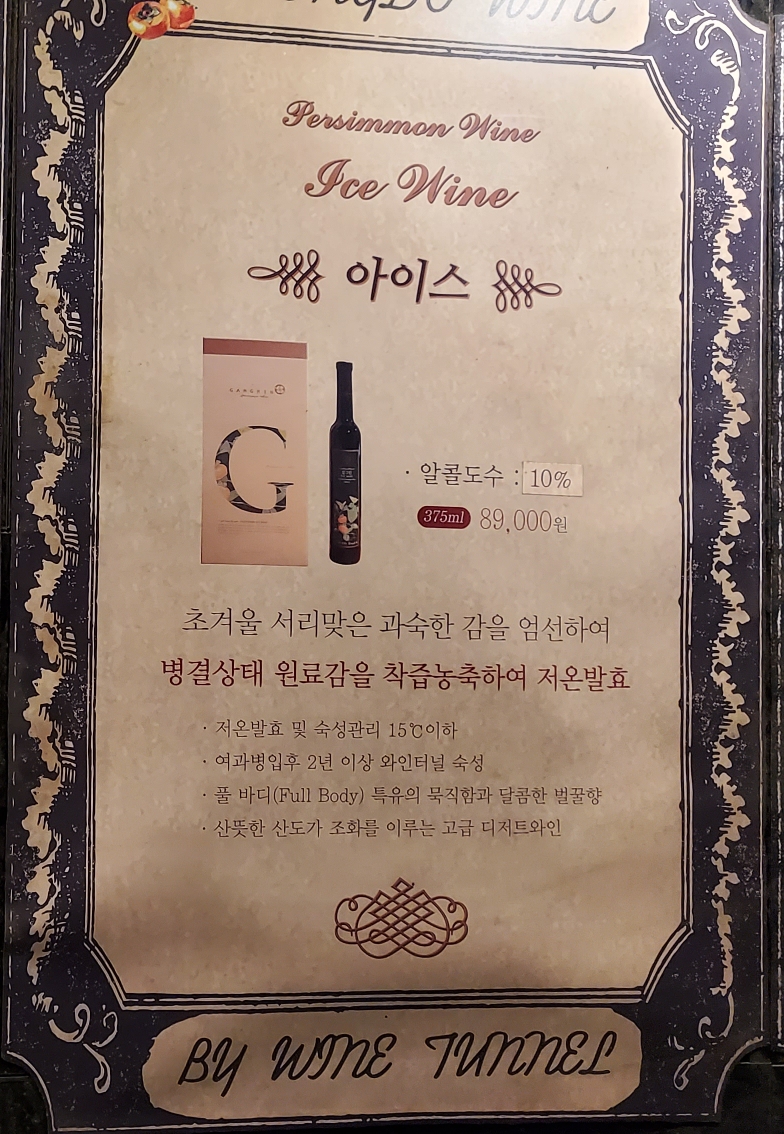 WINE
Persimmon Wine
Ice Wine
아이스
G
· 알콜도수 : 10%
375ml 89,000원
초겨울 서리맞은 과숙한 감을 엄선하여
병결상태 원료감을 착즙농축하여 저온발효
· 저온발효 및 숙성관리 15℃이하
· 여과병입후 2년 이상 와인터널 숙성
· 풀 바디(Full Body) 특유의 묵직함과 달콤한 벌꿀향
· 산뜻한 산도가 조화를 이루는 고급 디저트와인
BY WINE TUNNEL